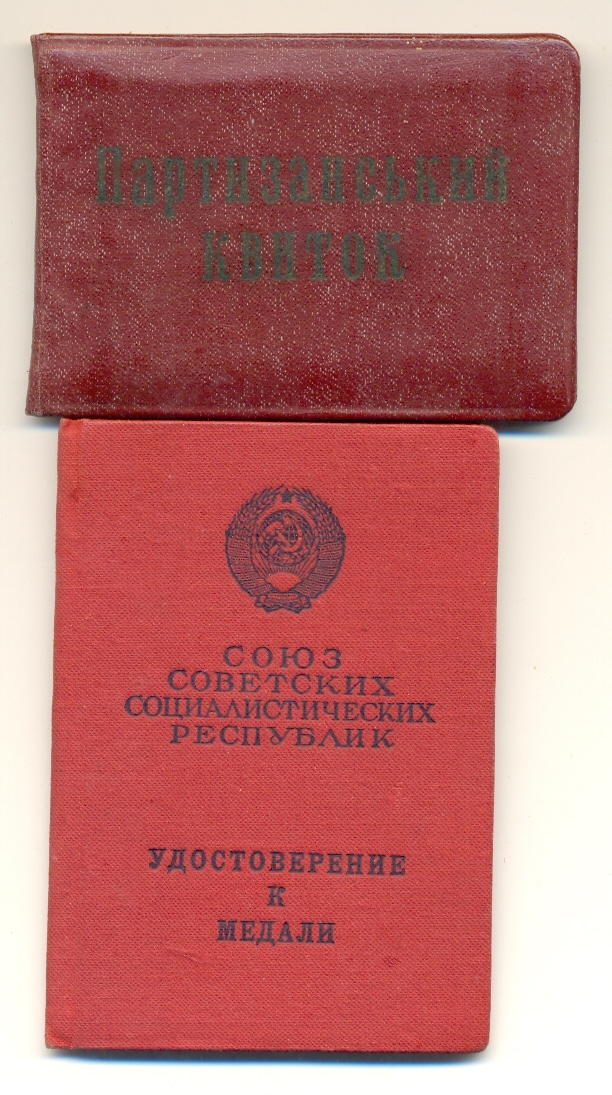 Партизанський
квиток
СОЮЗ
СОВЕТСКИХ
СОЦИАЛИСТИЧЕСКИХ
РЕСПУБЛИК
УДОСТОВЕРЕНИЕ
К
МЕДАЛИ